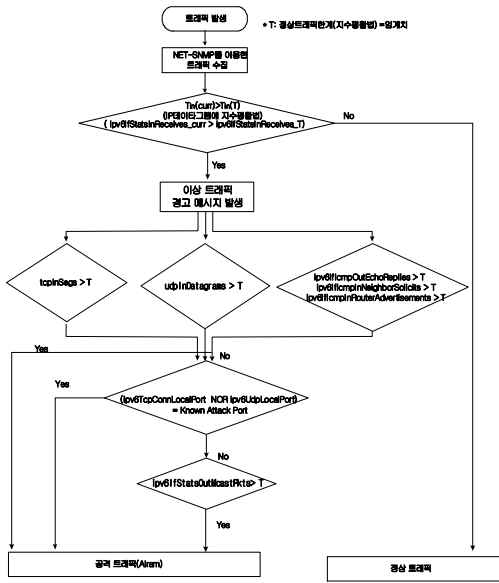 트래픽 발생
* T: 정상트래픽한계(지수평활법) =임계치
NET-SNMP를 이용한
트래픽 수집
Tin(curr)>Tin(T)
(IP데이타그램에 지수평활법)
( ipv6IfStatsInReceives_curr > ipv6IfStatsInReceives_T)
No
Yes
이상 트래픽
경고 메시지 발생
tcpInSegs > T
udpInDatagrams > T
ipv6IficmpOutEchoReplies > T
ipv6IficmpInNeighborSolicits > T
ipv6IficmpInRouterAdvertisements > T
Yes
No
Yes
(ipv6TcpConnLocalPort NOR ipv6UdpLocalPort)
= Known Attack Port
No
ipv6IfStatsOutMcastPkts> T
Yes
공격 트래픽(Alram)
정상 트래픽